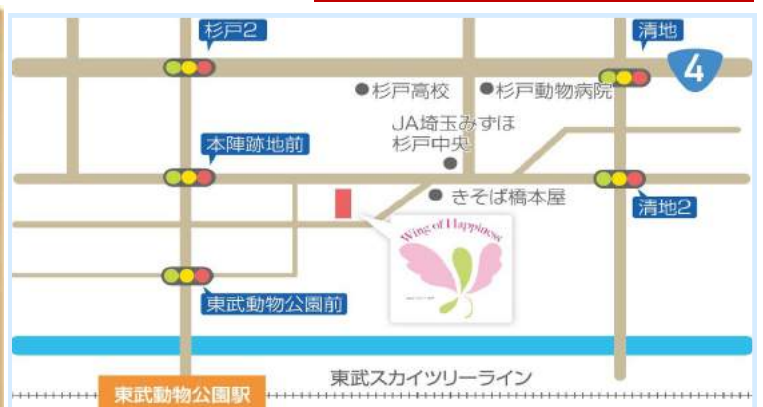 杉戸2
清地
4
●杉戸高校
●杉戸動物病院
JA埼玉みずほ
杉戸中央
本陣跡地前
きそば橋本屋
清地2
Wing of Happiness
東武動物公園前
東武スカイツリーライン
東武動物公園駅